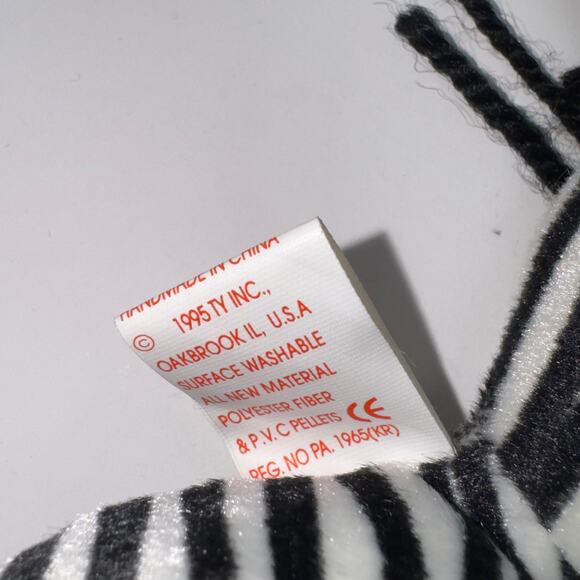 HANDMADE IN CHINA
© 1995 TY INC.,
OAKBROOK IL, U.S.A
SURFACE WASHABLE
ALL NEW MATERIAL
POLYESTER FIBER
& P.V.C PELLETS CE
REG. NO PA. 1965(KR)